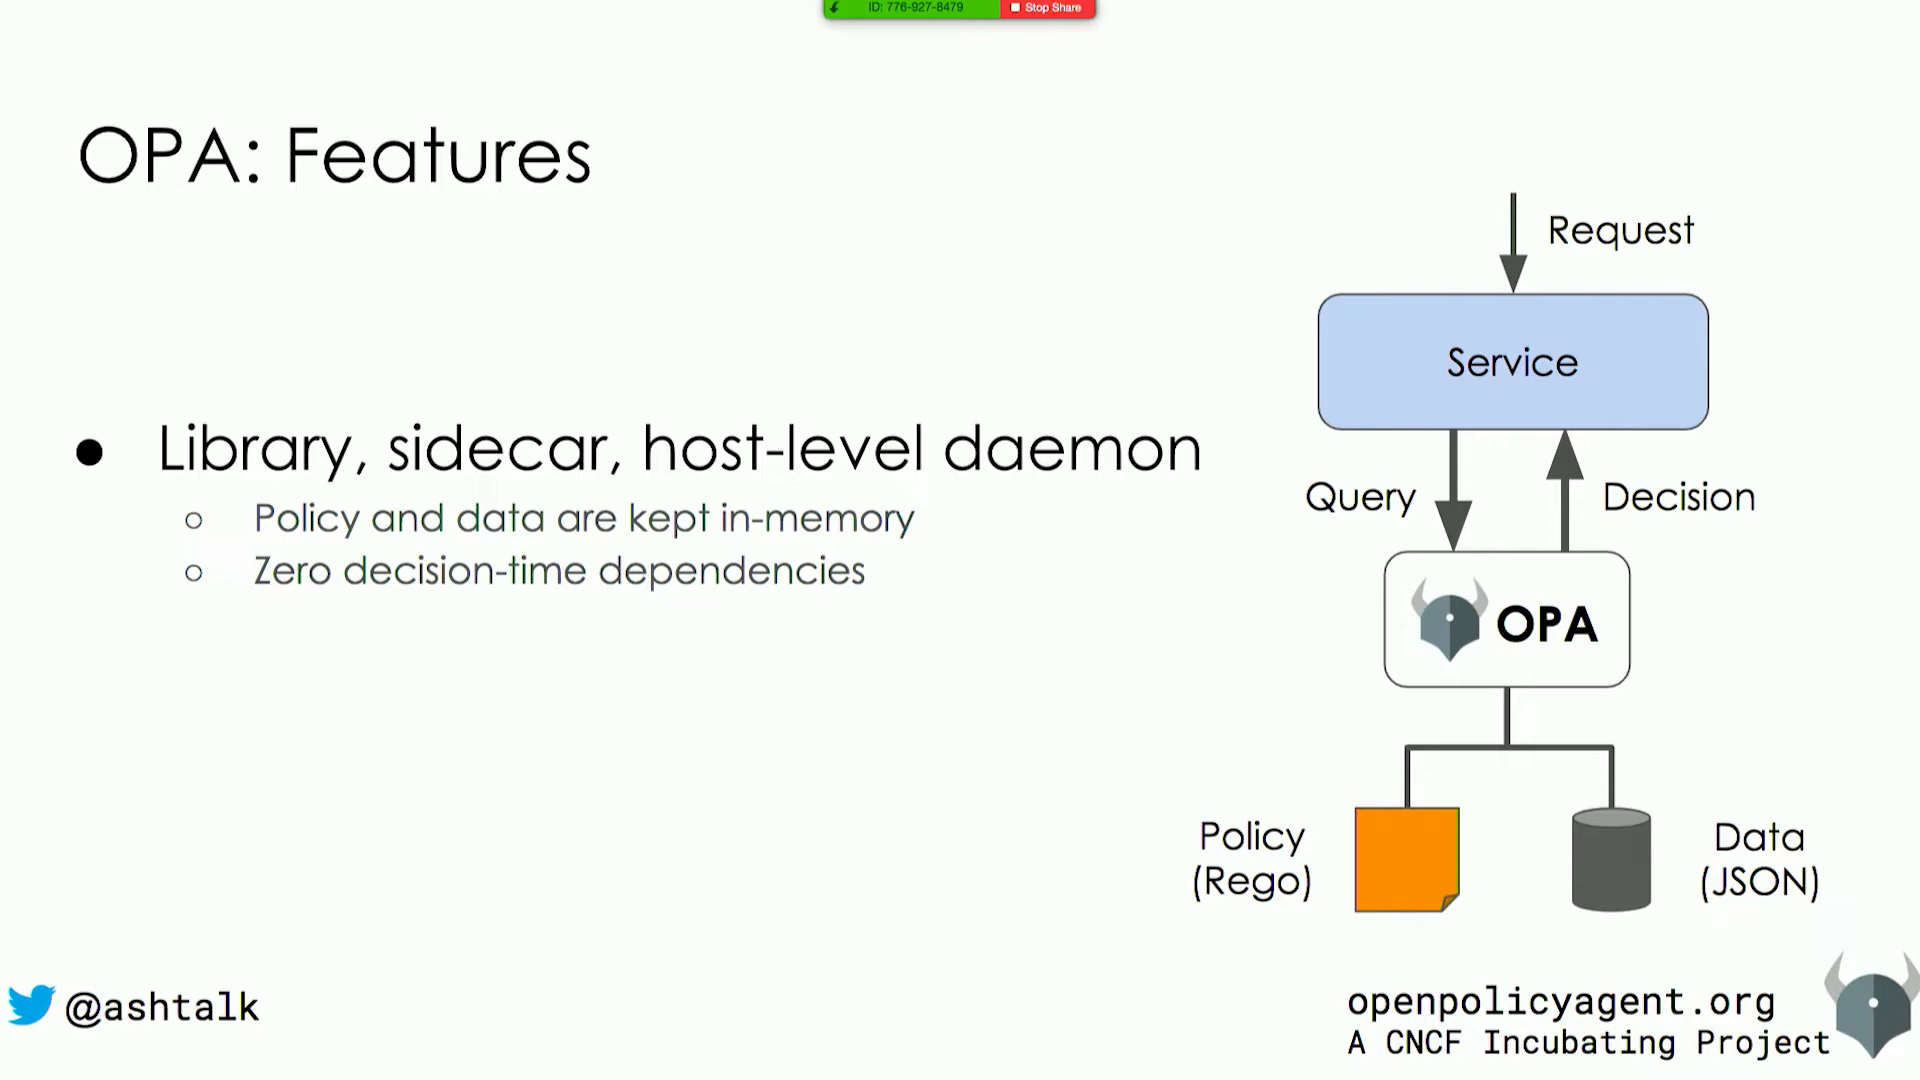 ID: 776-927-8479
Stop Share
OPA: Features
● Library, sidecar, host-level daemon
○ Policy and data are kept in-memory
○ Zero decision-time dependencies
Request
Service
Query
Decision
OPA
Policy
(Rego)
Data
(JSON)
@ashtalk
openpolicyagent.org
A CNCF Incubating Project